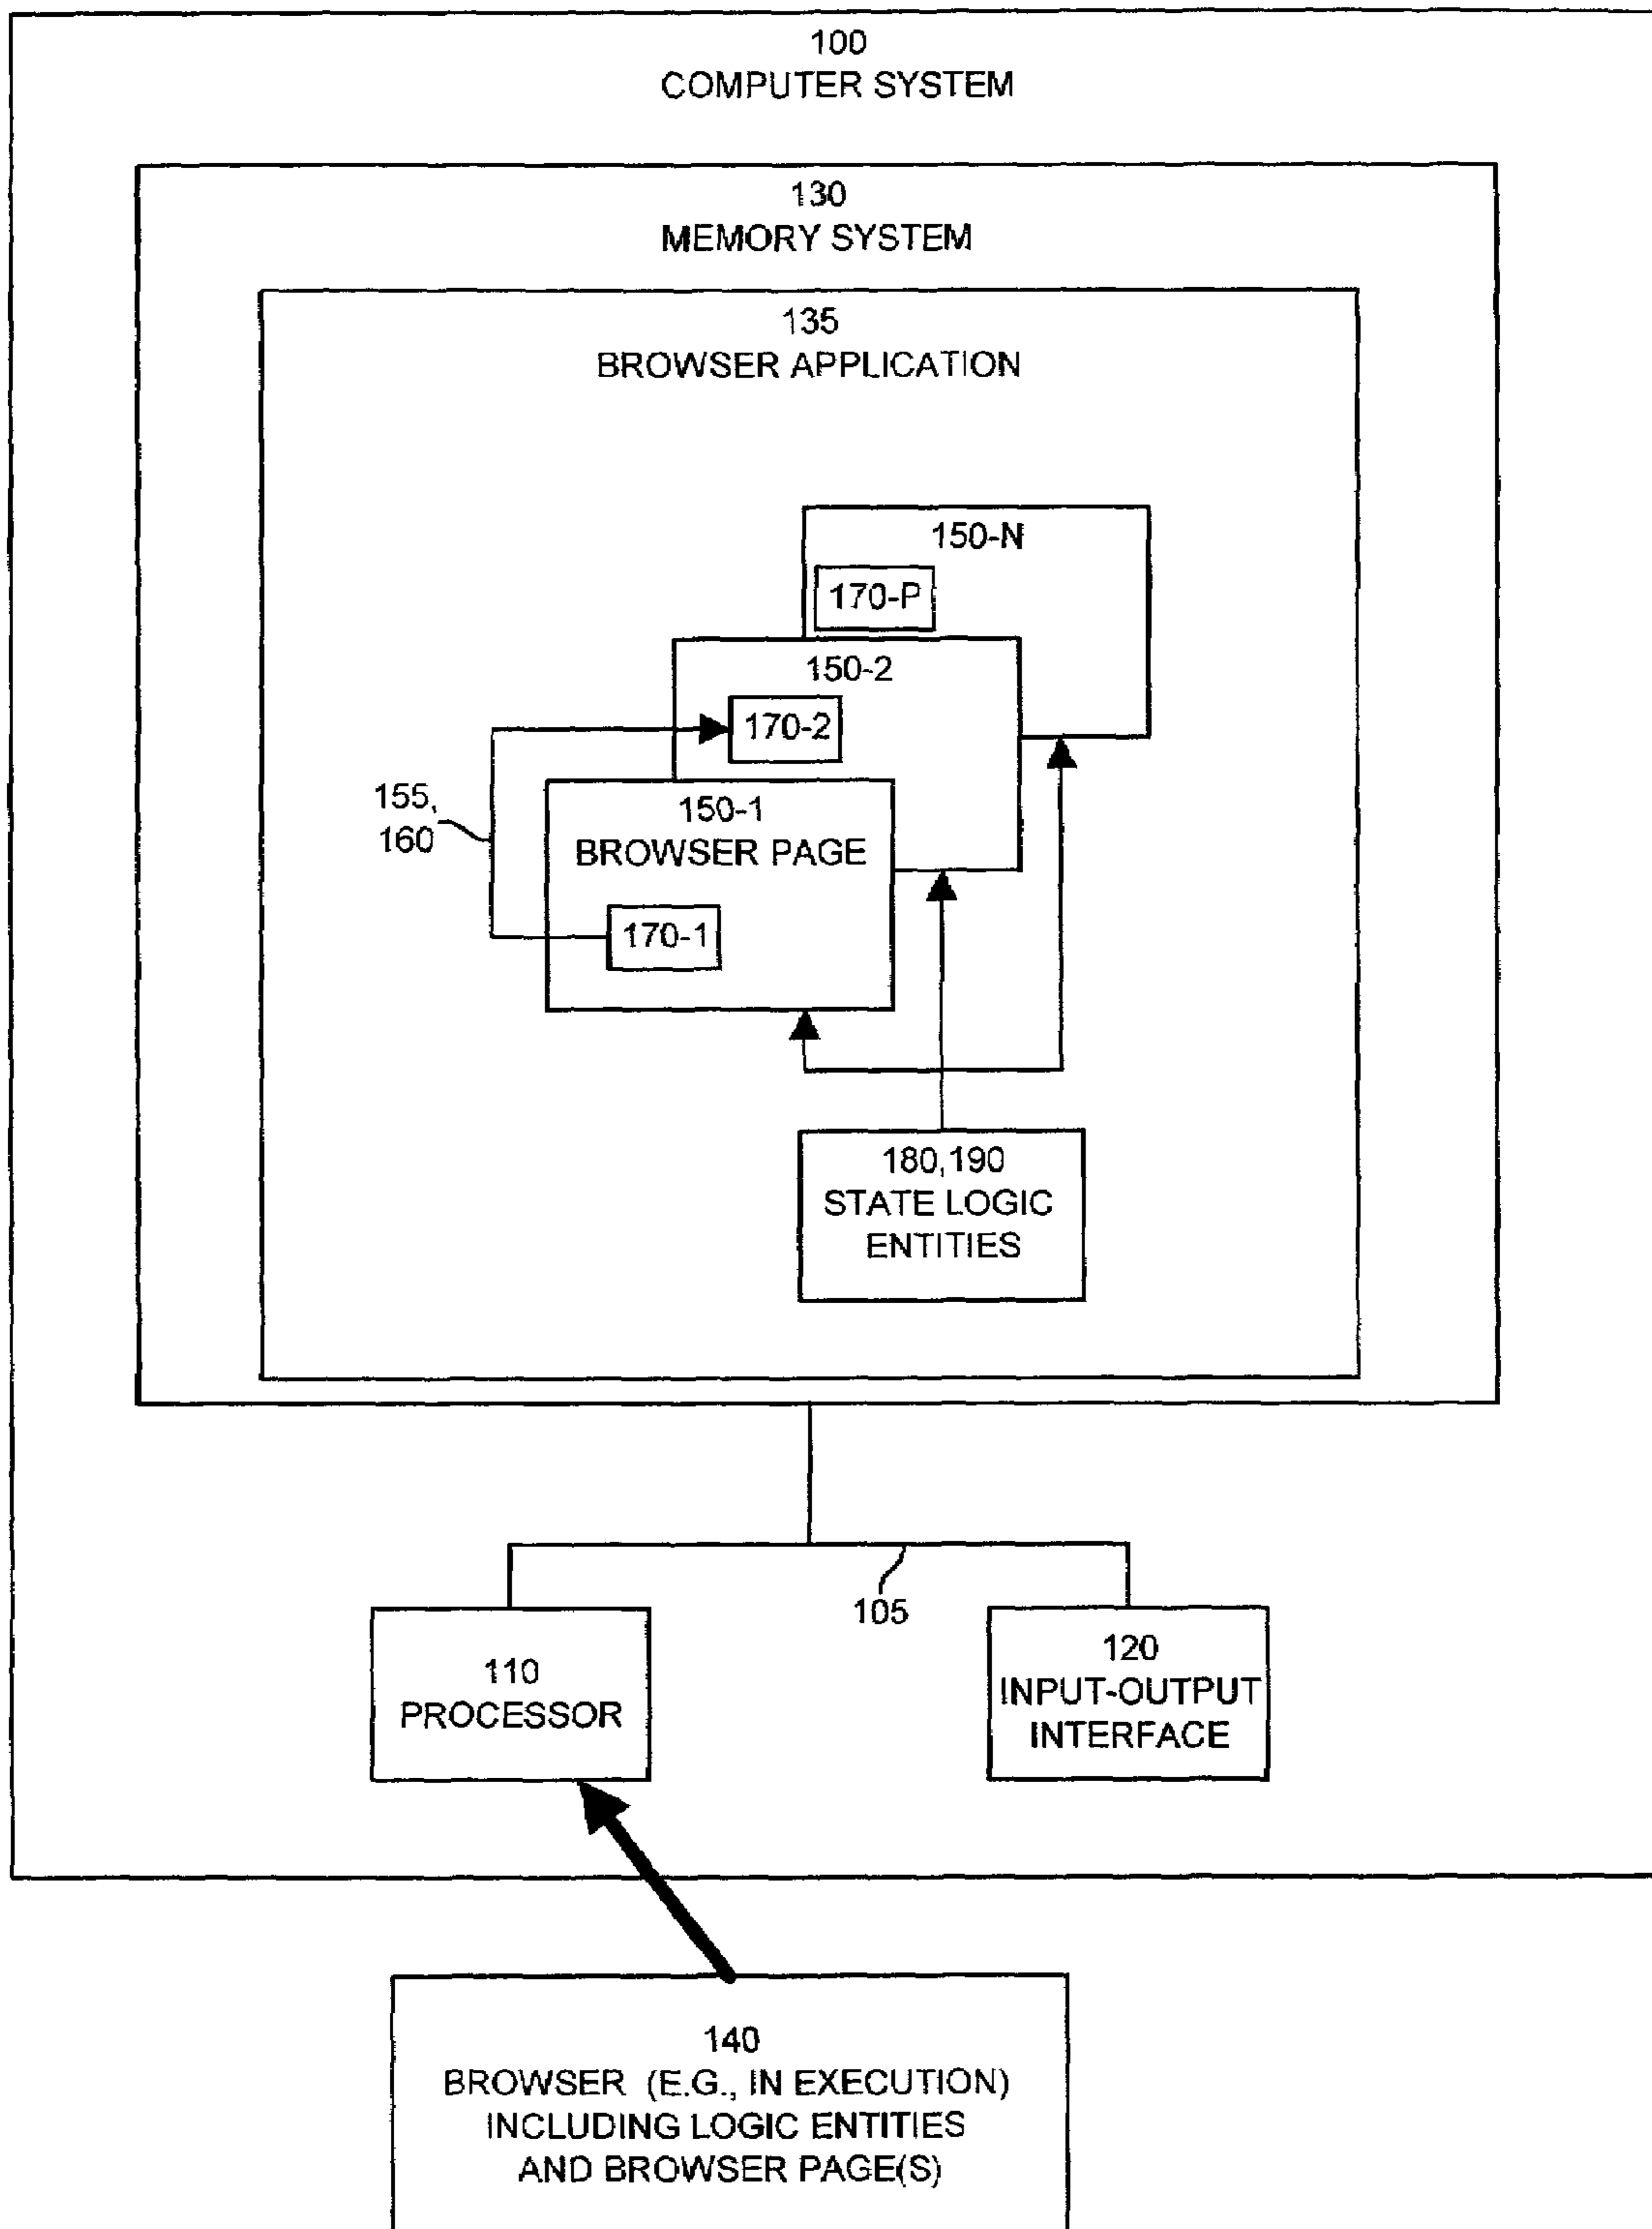 100
COMPUTER SYSTEM
130
MEMORY SYSTEM
135
BROWSER APPLICATION
150-N
170-P
150-2
170-2
155,
160
150-1
BROWSER PAGE
170-1
180,190
STATE LOGIC
ENTITIES
105
110
PROCESSOR
120
INPUT-OUTPUT
INTERFACE
140
BROWSER (E.G., IN EXECUTION)
INCLUDING LOGIC ENTITIES
AND BROWSER PAGE(S)